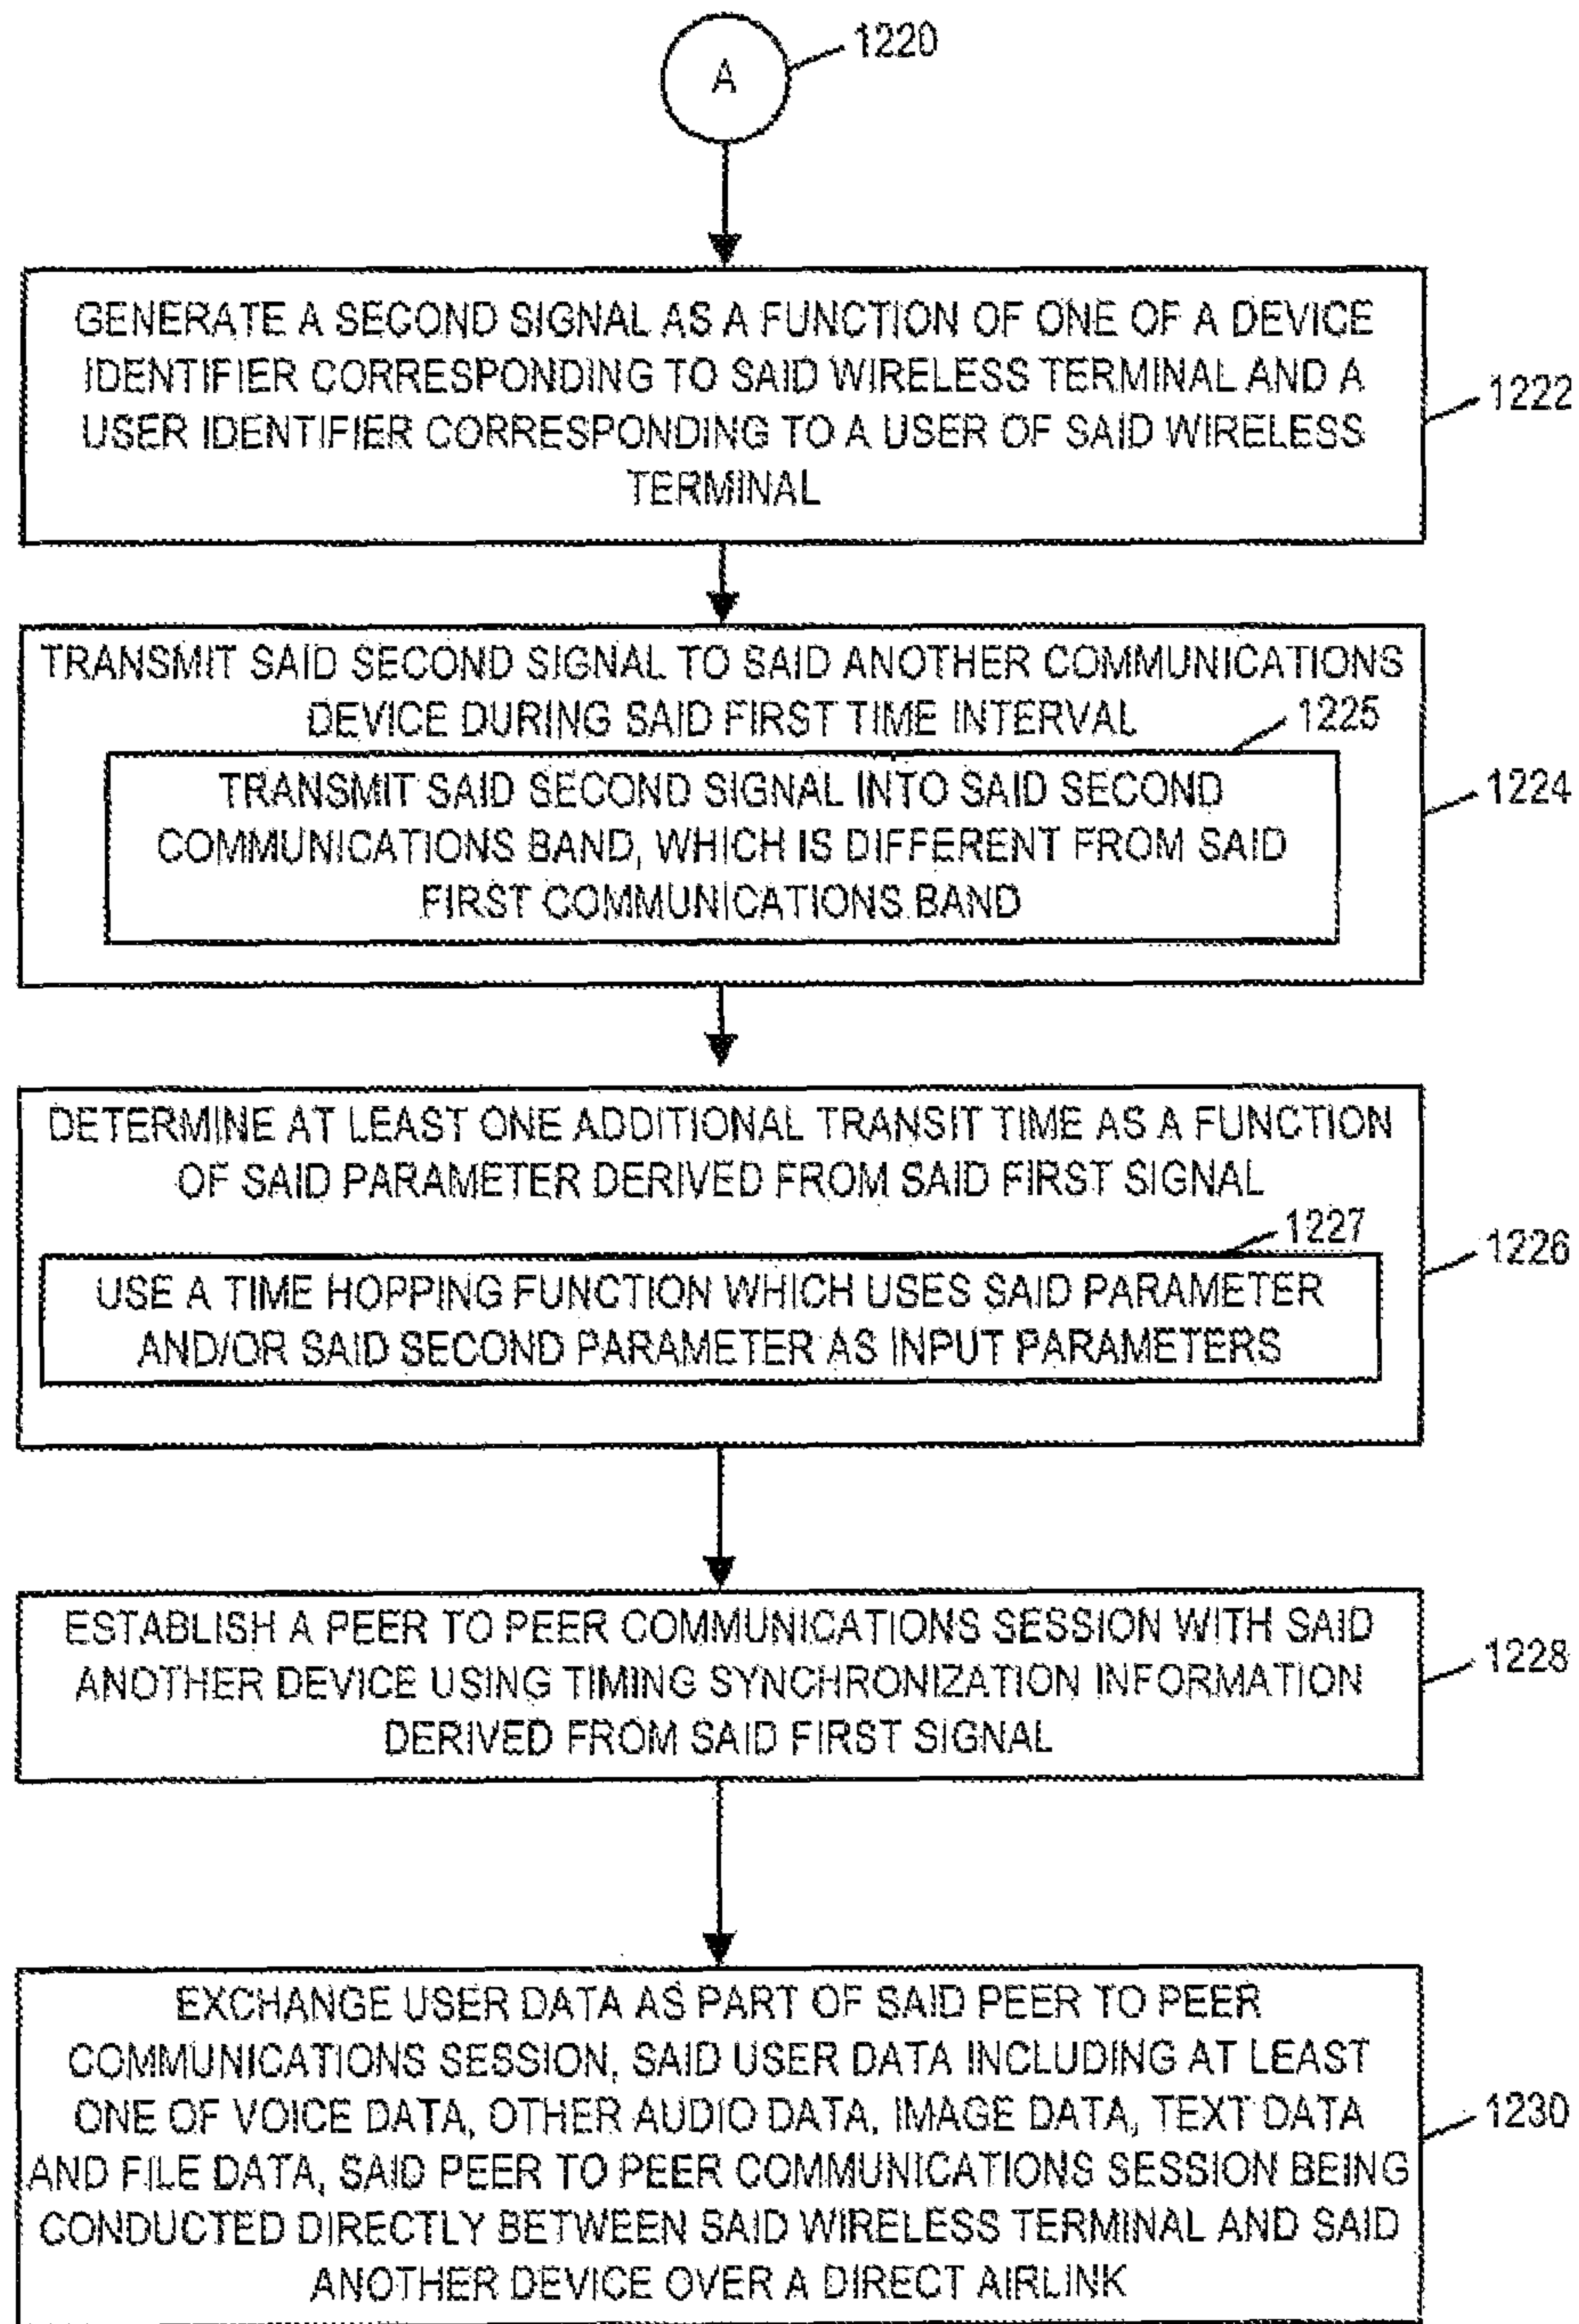 A
1220
GENERATE A SECOND SIGNAL AS A FUNCTION OF ONE OF A DEVICE
IDENTIFIER CORRESPONDING TO SAID WIRELESS TERMINAL AND A
USER IDENTIFIER CORRESPONDING TO A USER OF SAID WIRELESS
TERMINAL
1222
TRANSMIT SAID SECOND SIGNAL TO SAID ANOTHER COMMUNICATIONS
DEVICE DURING SAID FIRST TIME INTERVAL
1225
TRANSMIT SAID SECOND SIGNAL INTO SAID SECOND
COMMUNICATIONS BAND, WHICH IS DIFFERENT FROM SAID
FIRST COMMUNICATIONS BAND
1224
DETERMINE AT LEAST ONE ADDITIONAL TRANSIT TIME AS A FUNCTION
OF SAID PARAMETER DERIVED FROM SAID FIRST SIGNAL
1227
USE A TIME HOPPING FUNCTION WHICH USES SAID PARAMETER
AND/OR SAID SECOND PARAMETER AS INPUT PARAMETERS
1226
ESTABLISH A PEER TO PEER COMMUNICATIONS SESSION WITH SAID
ANOTHER DEVICE USING TIMING SYNCHRONIZATION INFORMATION
DERIVED FROM SAID FIRST SIGNAL
1228
EXCHANGE USER DATA AS PART OF SAID PEER TO PEER
COMMUNICATIONS SESSION, SAID USER DATA INCLUDING AT LEAST
ONE OF VOICE DATA, OTHER AUDIO DATA, IMAGE DATA, TEXT DATA
AND FILE DATA, SAID PEER TO PEER COMMUNICATIONS SESSION BEING
CONDUCTED DIRECTLY BETWEEN SAID WIRELESS TERMINAL AND SAID
ANOTHER DEVICE OVER A DIRECT AIRLINK
1230